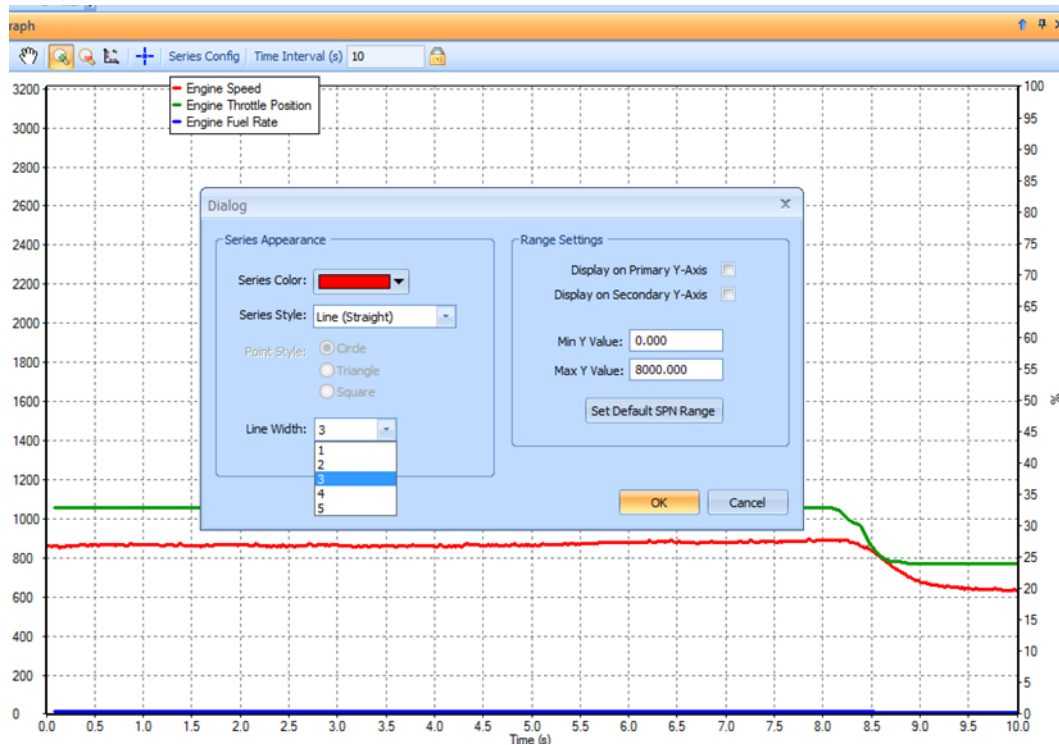 raph
Series Config Time Interval (s) 10
Engine Speed
Engine Throttle Position
Engine Fuel Rate
3200
3000
2800
2600
2400
2200
2000
1800
1600
1400
1200
1000
800
600
400
200
0
Dialog X
Series Appearance
Series Color:
Series Style: Line (Straight)
Point Style: Circle
Triangle
Square
Line Width: 3
1
2
3
4
5
Range Settings
Display on Primary Y-Axis
Display on Secondary Y-Axis
Min Y Value: 0.000
Max Y Value: 8000.000
Set Default SPN Range
OK Cancel
100
95
90
85
80
75
70
65
60
55
50
45
40
35
30
25
20
15
10
5
0
%
0.0 0.5 1.0 1.5 2.0 2.5 3.0 3.5 4.0 4.5 5.0 5.5 6.0 6.5 7.0 7.5 8.0 8.5 9.0 9.5 10.0
Time (s)